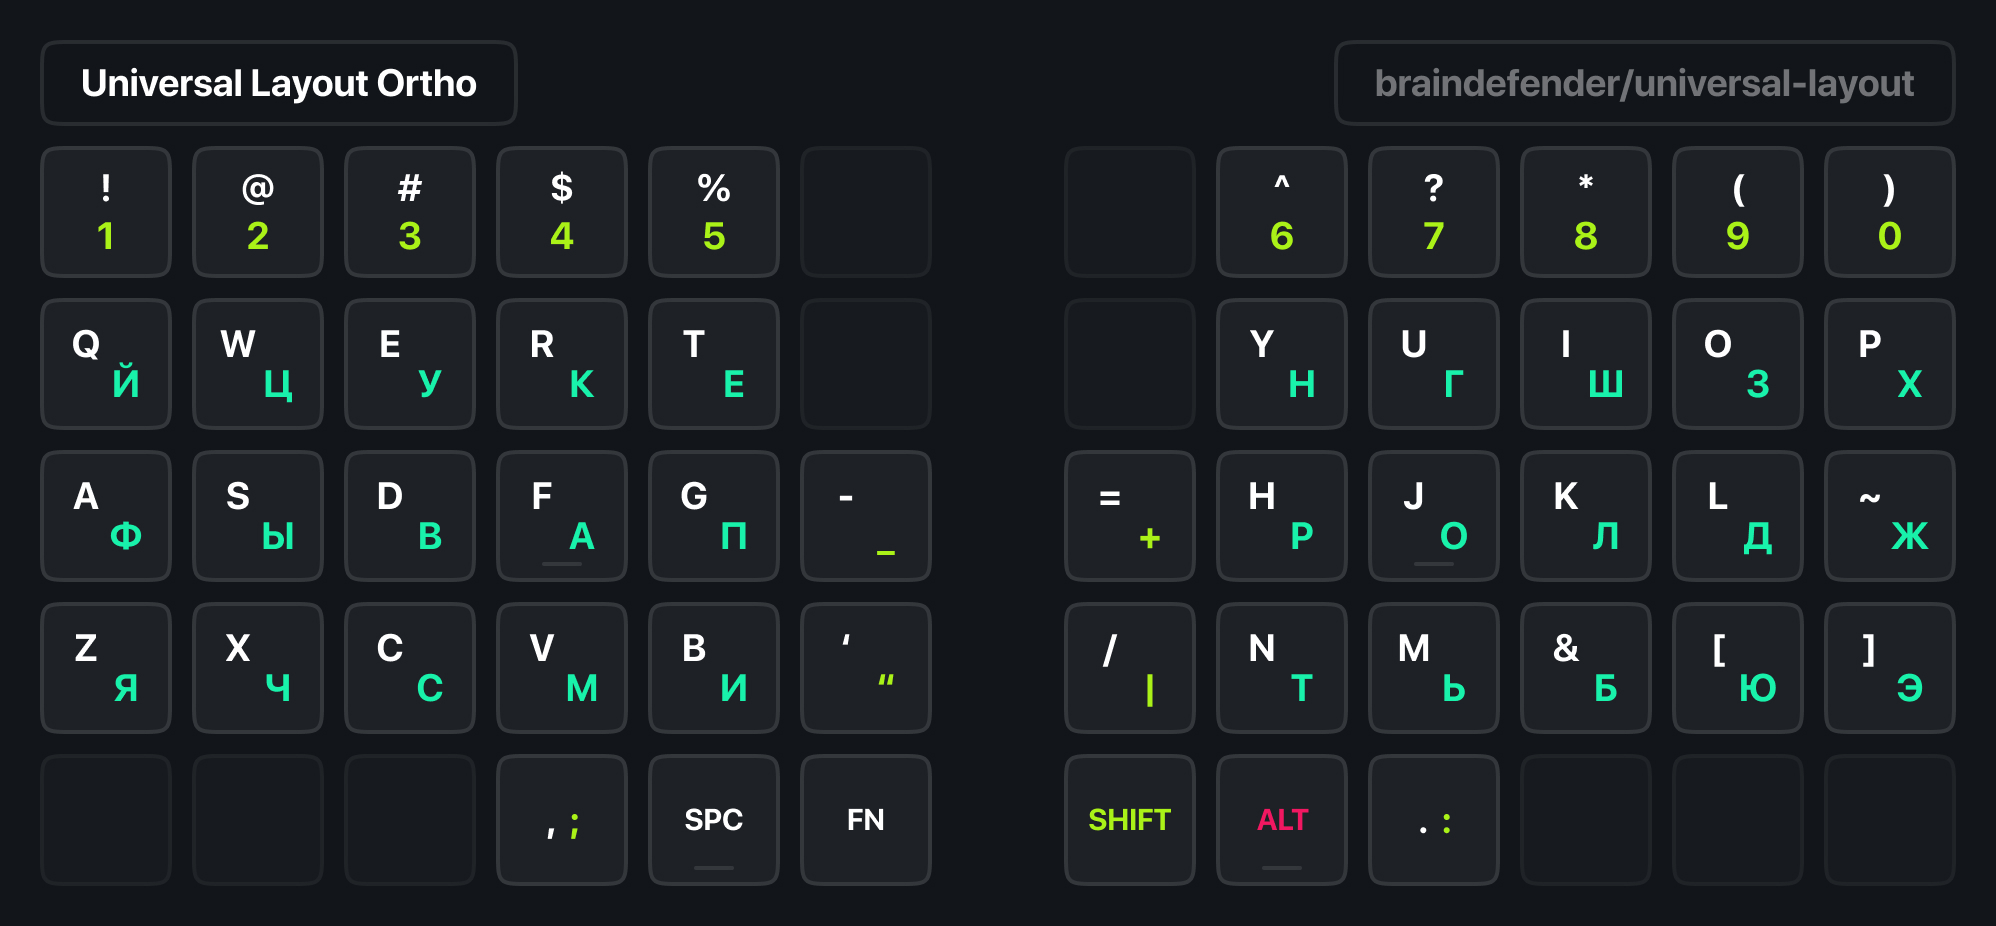 Universal Layout Ortho
braindefender/universal-layout
! @ # $ % ^ ? * ( )
1 2 3 4 5 6 7 8 9 0
Q W E R T Y U I O P
Й Ц У К Е Н Г Ш З Х
A S D F G - = H J K L ~
Ф Ы В А П _ + Р О Л Д Ж
Z X C V B ‘ / N M & [ ]
Я Ч С М И “ | Т Ь Б Ю Э
, ; SPC FN SHIFT ALT . :